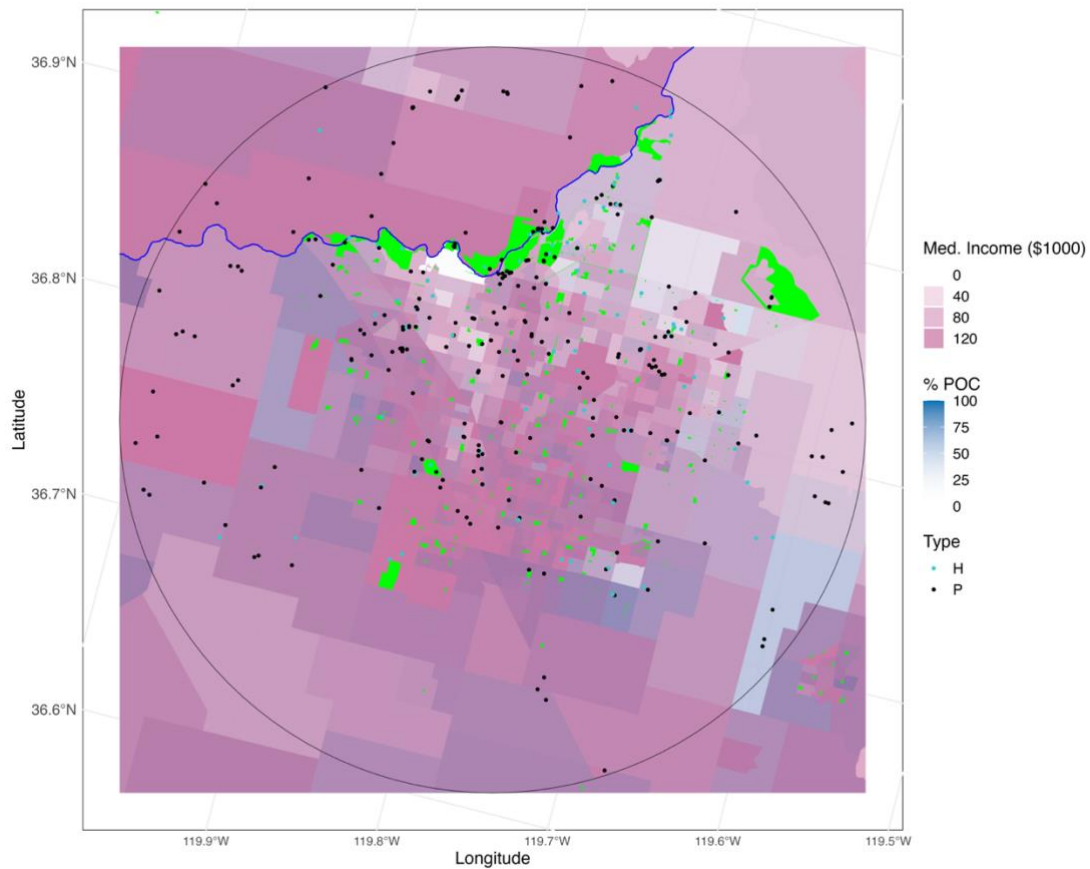 36.9°N
36.8°N
36.7°N
36.6°N
Latitude
119.9°W
119.8°W
119.7°W
119.6°W
119.5°W
Longitude
Med. Income ($1000)
0
40
80
120
% POC
100
75
50
25
0
Type
H
P